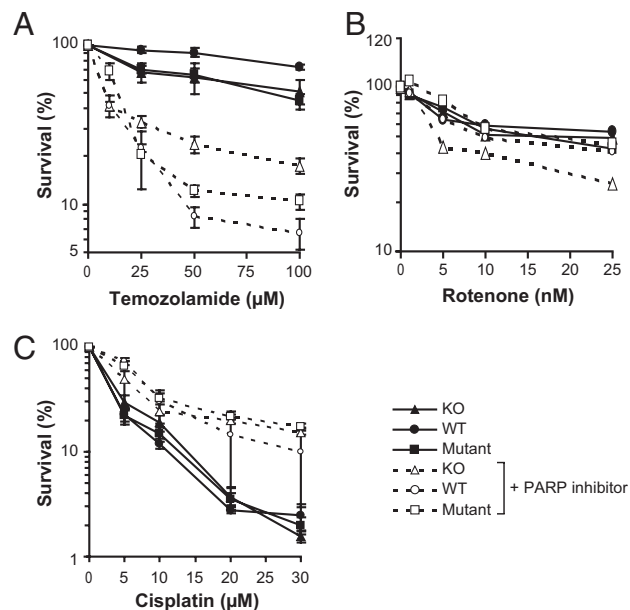 A
100
10
5
Survival (%)
0 25 50 75 100
Temozolamide (µM)
B
120
100
10
Survival (%)
0 5 10 15 20 25
Rotenone (nM)
C
100
10
1
Survival (%)
0 5 10 15 20 25 30
Cisplatin (µM)
KO
WT
Mutant
KO
WT + PARP inhibitor
Mutant